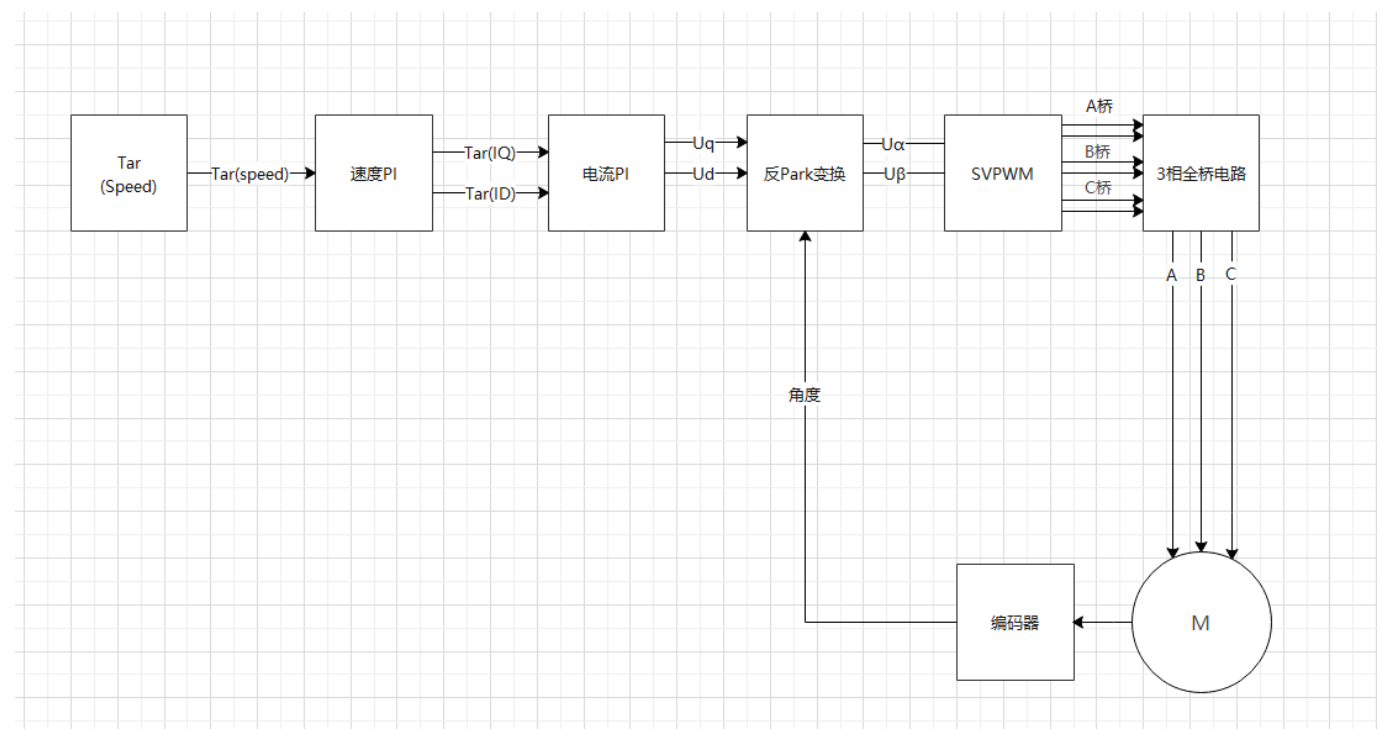 Tar
(Speed)
Tar(speed)
速度PI
Tar(IQ)
Tar(ID)
电流PI
Uq
Ud
反Park变换
Uα
Uβ
SVPWM
A桥
B桥
C桥
3相全桥电路
A
B
C
角度
编码器
M